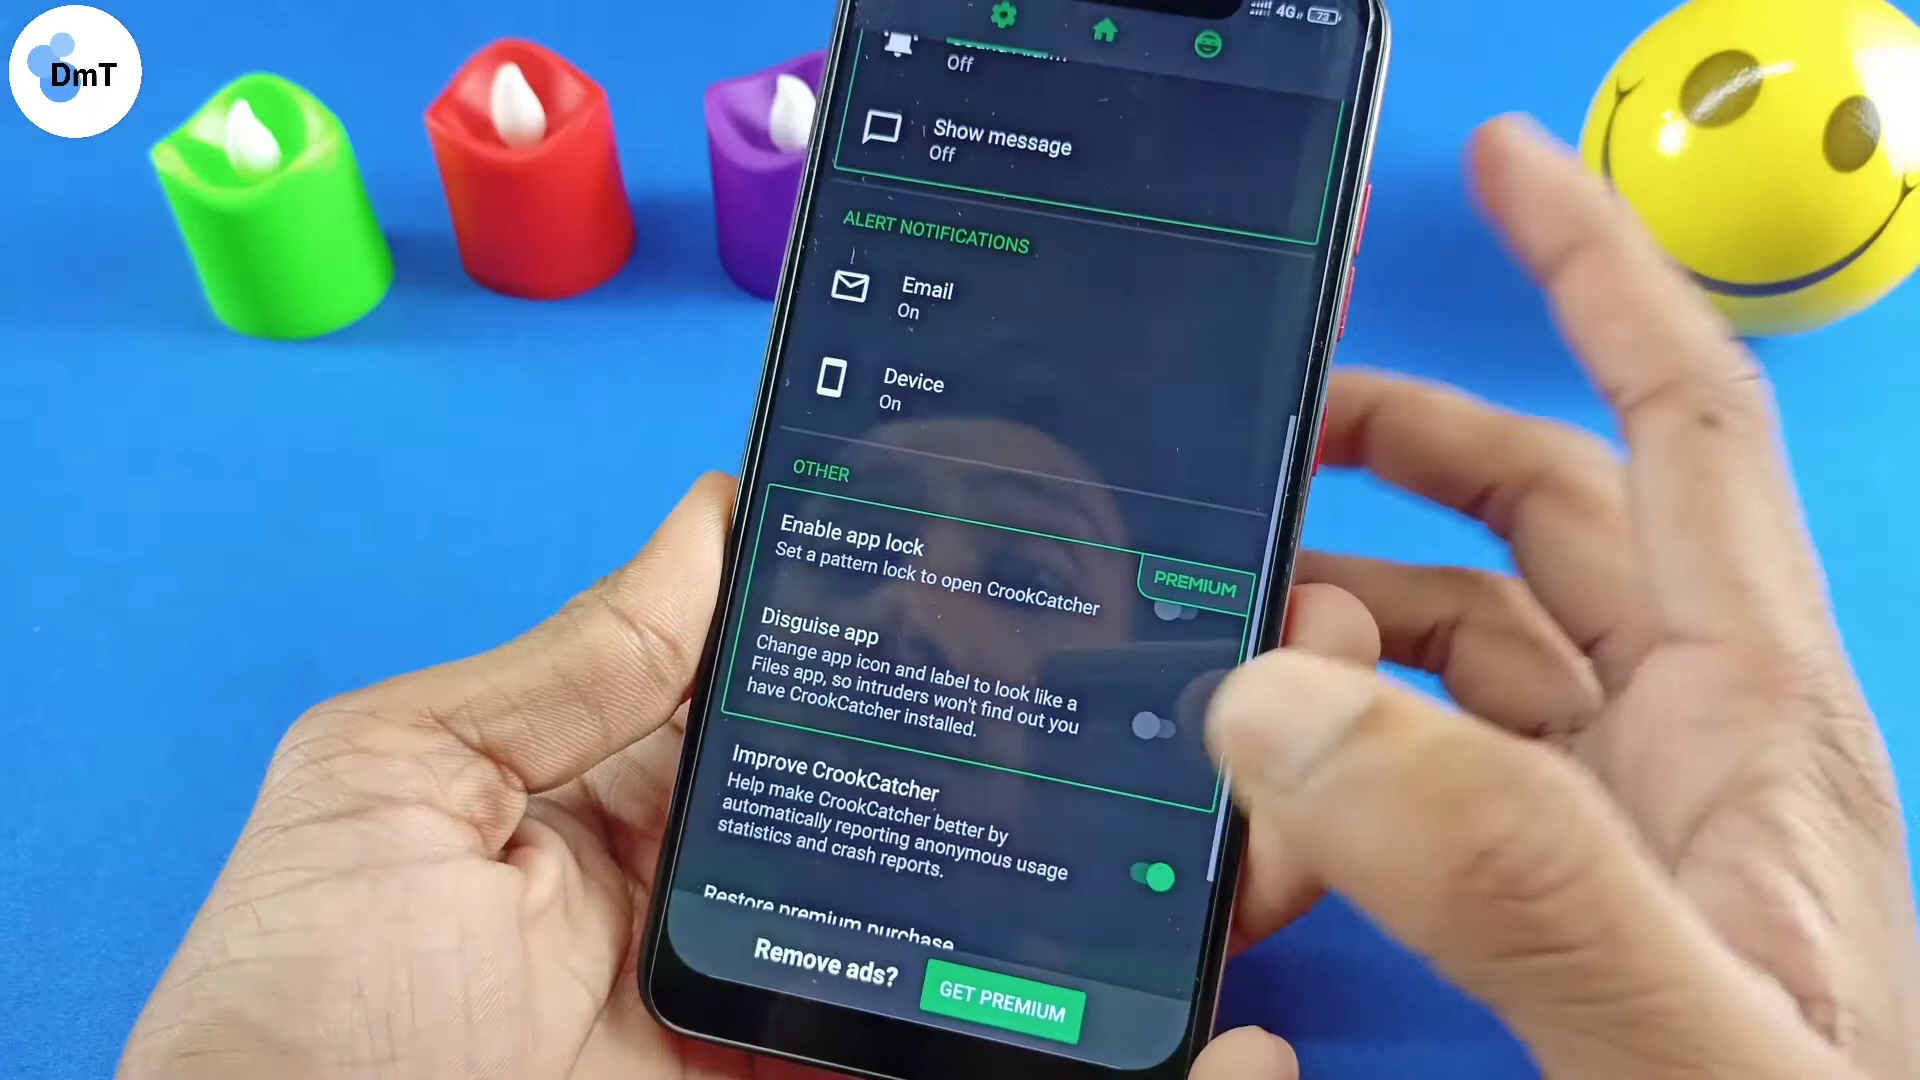 DmT
4G
73
Off
Show message
Off
ALERT NOTIFICATIONS
Email
On
Device
On
OTHER
Enable app lock
Set a pattern lock to open CrookCatcher
PREMIUM
Disguise app
Change app icon and label to look like a
Files app, so intruders won't find out you
have CrookCatcher installed.
Improve CrookCatcher
Help make CrookCatcher better by
automatically reporting anonymous usage
statistics and crash reports.
Restore premium purchase
Remove ads?
GET PREMIUM